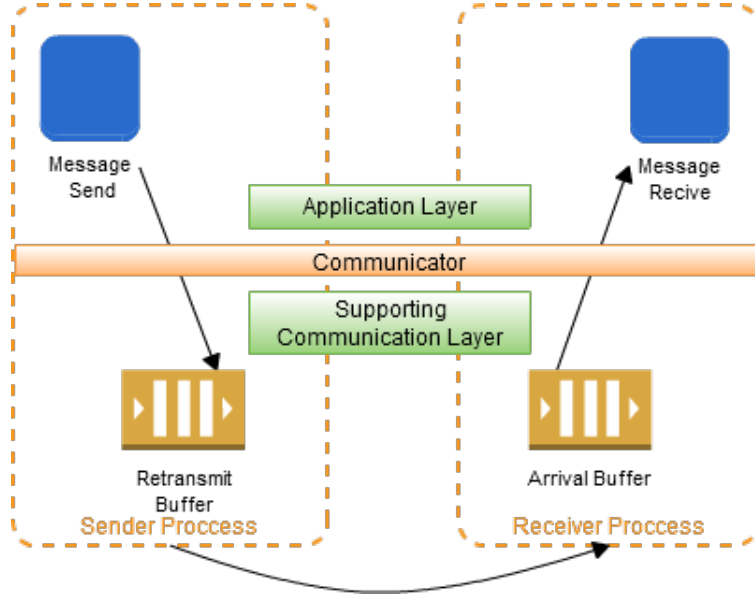 Message
Send
Message
Recive
Application Layer
Communicator
Supporting
Communication Layer
Retransmit
Buffer
Arrival Buffer
Sender Proccess
Receiver Proccess